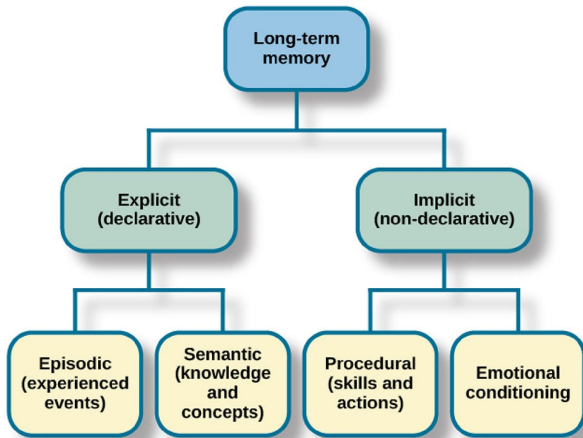 Long-term
memory
Explicit
(declarative)
Implicit
(non-declarative)
Episodic
(experienced
events)
Semantic
(knowledge
and
concepts)
Procedural
(skills and
actions)
Emotional
conditioning